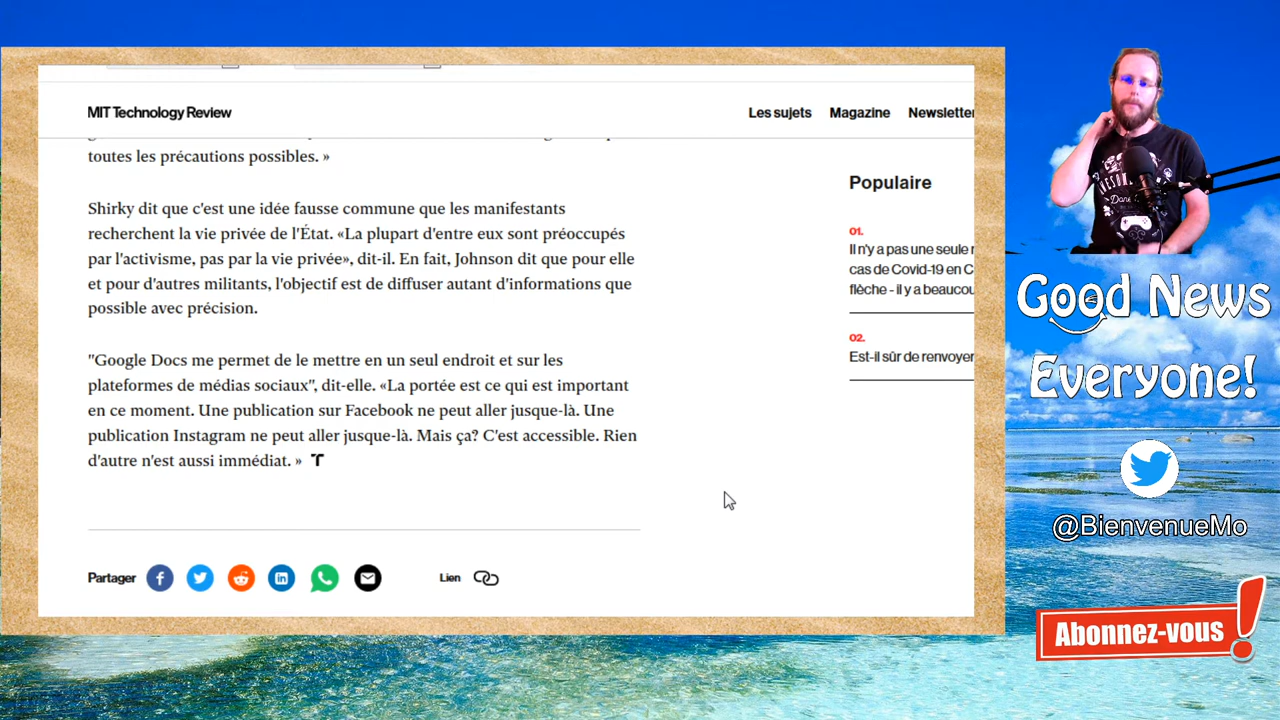 MIT Technology Review
Les sujets
Magazine
Newsletter
toutes les précautions possibles. »
Shirky dit que c'est une idée fausse commune que les manifestants
recherchent la vie privée de l'État. «La plupart d'entre eux sont préoccupés
par l'activisme, pas par la vie privée», dit-il. En fait, Johnson dit que pour elle
et pour d'autres militants, l'objectif est de diffuser autant d'informations que
possible avec précision.
"Google Docs me permet de le mettre en un seul endroit et sur les
plateformes de médias sociaux", dit-elle. «La portée est ce qui est important
en ce moment. Une publication sur Facebook ne peut aller jusque-là. Une
publication Instagram ne peut aller jusque-là. Mais ça? C'est accessible. Rien
d'autre n'est aussi immédiat. »
Partager
Lien
Populaire
01.
Il n'y a pas une seule
cas de Covid-19 en C
flèche - il y a beaucou
02.
Est-il sûr de renvoyer
Good News
Everyone!
@BienvenueMo
Abonnez-vous !